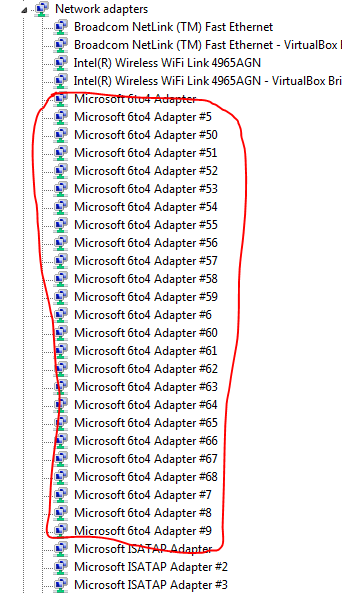 Network adapters
Broadcom NetLink (TM) Fast Ethernet
Broadcom NetLink (TM) Fast Ethernet - VirtualBox
Intel(R) Wireless WiFi Link 4965AGN
Intel(R) Wireless WiFi Link 4965AGN - VirtualBox Bri
Microsoft 6to4 Adapter
Microsoft 6to4 Adapter #5
Microsoft 6to4 Adapter #50
Microsoft 6to4 Adapter #51
Microsoft 6to4 Adapter #52
Microsoft 6to4 Adapter #53
Microsoft 6to4 Adapter #54
Microsoft 6to4 Adapter #55
Microsoft 6to4 Adapter #56
Microsoft 6to4 Adapter #57
Microsoft 6to4 Adapter #58
Microsoft 6to4 Adapter #59
Microsoft 6to4 Adapter #6
Microsoft 6to4 Adapter #60
Microsoft 6to4 Adapter #61
Microsoft 6to4 Adapter #62
Microsoft 6to4 Adapter #63
Microsoft 6to4 Adapter #64
Microsoft 6to4 Adapter #65
Microsoft 6to4 Adapter #66
Microsoft 6to4 Adapter #67
Microsoft 6to4 Adapter #68
Microsoft 6to4 Adapter #7
Microsoft 6to4 Adapter #8
Microsoft 6to4 Adapter #9
Microsoft ISATAP Adapter
Microsoft ISATAP Adapter #2
Microsoft ISATAP Adapter #3